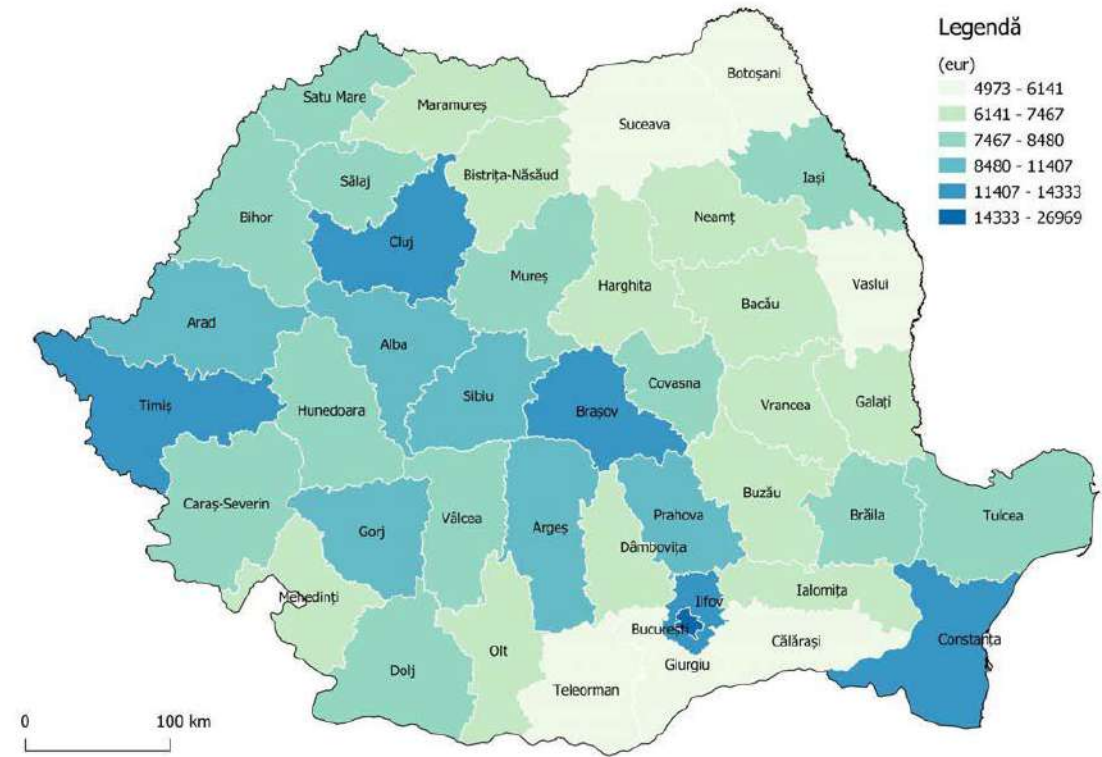 Legendă
(eur)
4973 - 6141
6141 - 7467
7467 - 8480
8480 - 11407
11407 - 14333
14333 - 26969
Botoșani
Satu Mare
Maramureș
Suceava
Iași
Bistrița-Năsăud
Sălaj
Bihor
Neamț
Cluj
Mureș
Harghita
Vaslui
Bacău
Arad
Alba
Covasna
Sibiu
Timiș
Hunedoara
Brașov
Vrancea
Galați
Buzău
Caraș-Severin
Vâlcea
Prahova
Brăila
Tulcea
Gorj
Argeș
Dâmbovița
Mehedinți
Ilfov
Ialomița
București
Călărași
Constanța
Olt
Giurgiu
Dolj
Teleorman
0 100 km